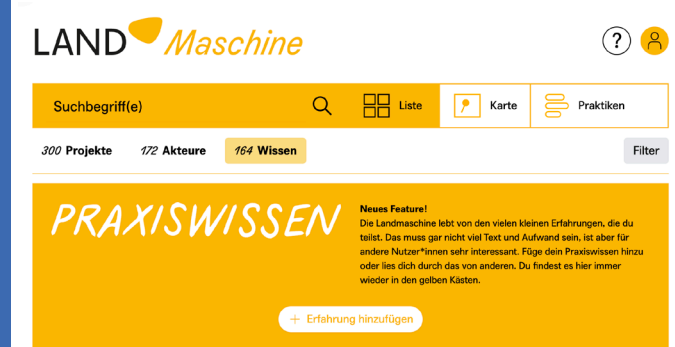 LAND Maschine
?
Suchbegriff(e) Liste Karte Praktiken
300 Projekte 172 Akteure 164 Wissen Filter
PRAXISWISSEN
Neues Feature!
Die Landmaschine lebt von den vielen kleinen Erfahrungen, die du
teilst. Das muss gar nicht viel Text und Aufwand sein, ist aber für
andere Nutzer*innen sehr interessant. Füge dein Praxiswissen hinzu
oder lies dich durch das von anderen. Du findest es hier immer
wieder in den gelben Kästen.
+ Erfahrung hinzufügen